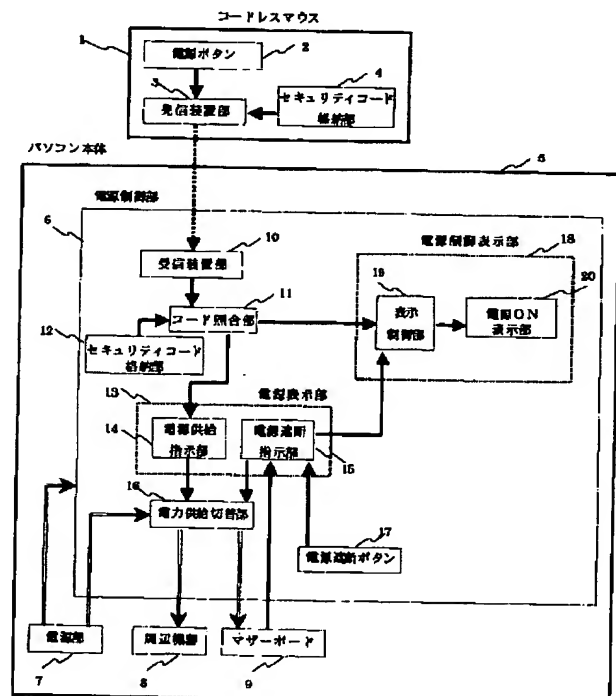 コードレスマウス
1
電源ボタン
2
3
4
発信装置部
セキュリティコード
格納部
パソコン本体
5
電源制御部
6
10
受信装置部
電源制御表示部
18
19
20
11
コード照合部
表示
制御部
電源ON
表示部
12
セキュリティコード
格納部
13
電源表示部
14
電源供給
指示部
電源遮断
指示部
15
16
電力供給切替部
17
電源遮断ボタン
電源部
周辺機器
マザーボード
7
8
9